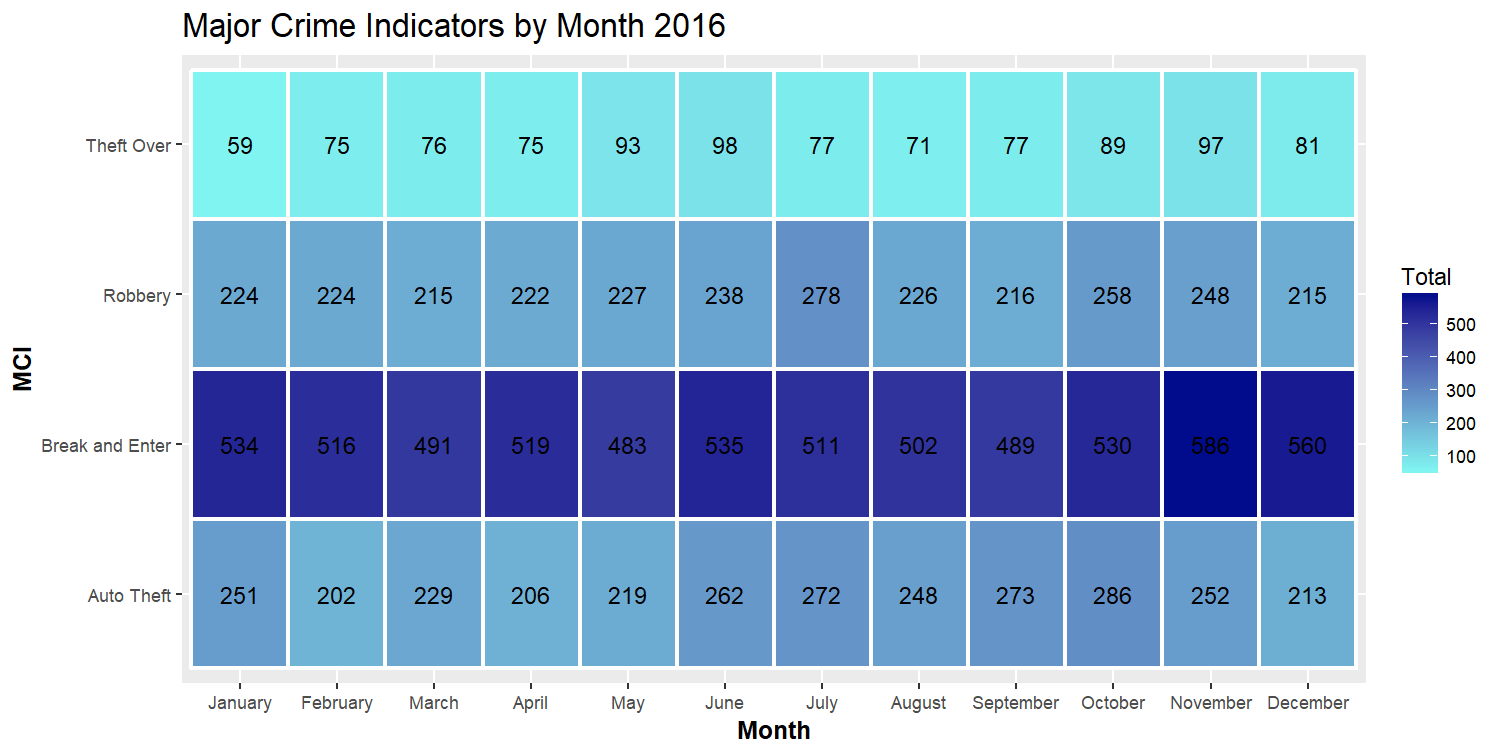 Major Crime Indicators by Month 2016
Theft Over 59 75 76 75 93 98 77 71 77 89 97 81
Robbery 224 224 215 222 227 238 278 226 216 258 248 215
Break and Enter 534 516 491 519 483 535 511 502 489 530 586 560
Auto Theft 251 202 229 206 219 262 272 248 273 286 252 213
January February March April May June July August September October November December
Month
MCI
Total
500
400
300
200
100